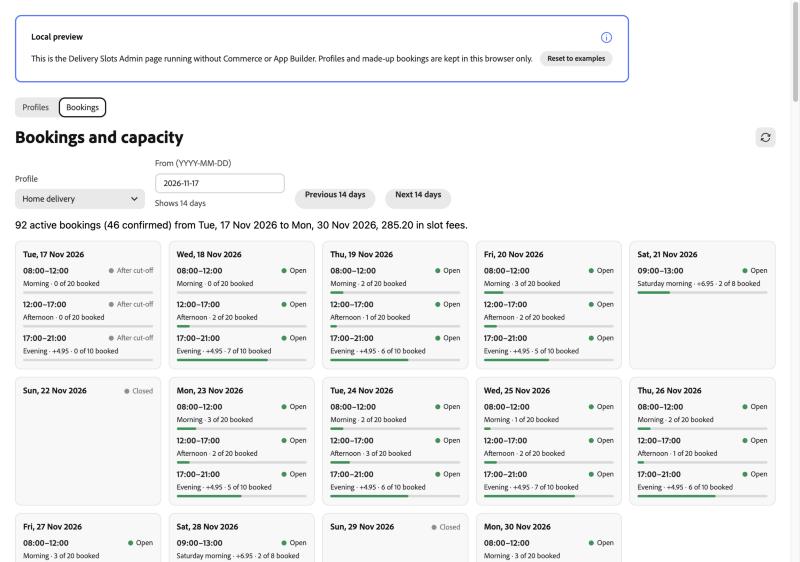 Local preview
This is the Delivery Slots Admin page running without Commerce or App Builder. Profiles and made-up bookings are kept in this browser only.
Reset to examples
Profiles
Bookings
Bookings and capacity
Profile
Home delivery
From (YYYY-MM-DD)
2026-11-17
Shows 14 days
Previous 14 days
Next 14 days
92 active bookings (46 confirmed) from Tue, 17 Nov 2026 to Mon, 30 Nov 2026, 285.20 in slot fees.
Tue, 17 Nov 2026
08:00–12:00 After cut-off
Morning · 0 of 20 booked
12:00–17:00 After cut-off
Afternoon · 0 of 20 booked
17:00–21:00 After cut-off
Evening · +4.95 · 0 of 10 booked
Wed, 18 Nov 2026
08:00–12:00 Open
Morning · 0 of 20 booked
12:00–17:00 Open
Afternoon · 2 of 20 booked
17:00–21:00 Open
Evening · +4.95 · 7 of 10 booked
Thu, 19 Nov 2026
08:00–12:00 Open
Morning · 2 of 20 booked
12:00–17:00 Open
Afternoon · 1 of 20 booked
17:00–21:00 Open
Evening · +4.95 · 6 of 10 booked
Fri, 20 Nov 2026
08:00–12:00 Open
Morning · 3 of 20 booked
12:00–17:00 Open
Afternoon · 2 of 20 booked
17:00–21:00 Open
Evening · +4.95 · 5 of 10 booked
Sat, 21 Nov 2026
09:00–13:00 Open
Saturday morning · +6.95 · 2 of 8 booked
Sun, 22 Nov 2026 Closed
Mon, 23 Nov 2026
08:00–12:00 Open
Morning · 3 of 20 booked
12:00–17:00 Open
Afternoon · 2 of 20 booked
17:00–21:00 Open
Evening · +4.95 · 5 of 10 booked
Tue, 24 Nov 2026
08:00–12:00 Open
Morning · 2 of 20 booked
12:00–17:00 Open
Afternoon · 3 of 20 booked
17:00–21:00 Open
Evening · +4.95 · 6 of 10 booked
Wed, 25 Nov 2026
08:00–12:00 Open
Morning · 1 of 20 booked
12:00–17:00 Open
Afternoon · 2 of 20 booked
17:00–21:00 Open
Evening · +4.95 · 7 of 10 booked
Thu, 26 Nov 2026
08:00–12:00 Open
Morning · 2 of 20 booked
12:00–17:00 Open
Afternoon · 1 of 20 booked
17:00–21:00 Open
Evening · +4.95 · 6 of 10 booked
Fri, 27 Nov 2026
08:00–12:00 Open
Morning · 3 of 20 booked
Sat, 28 Nov 2026
09:00–13:00 Open
Saturday morning · +6.95 · 2 of 8 booked
Sun, 29 Nov 2026 Closed
Mon, 30 Nov 2026
08:00–12:00 Open
Morning · 3 of 20 booked